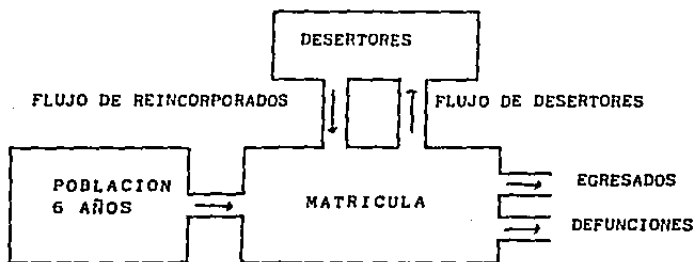 DESERTORES
FLUJO DE REINCORPORADOS
FLUJO DE DESERTORES
POBLACION
6 AÑOS
MATRICULA
EGRESADOS
DEFUNCIONES